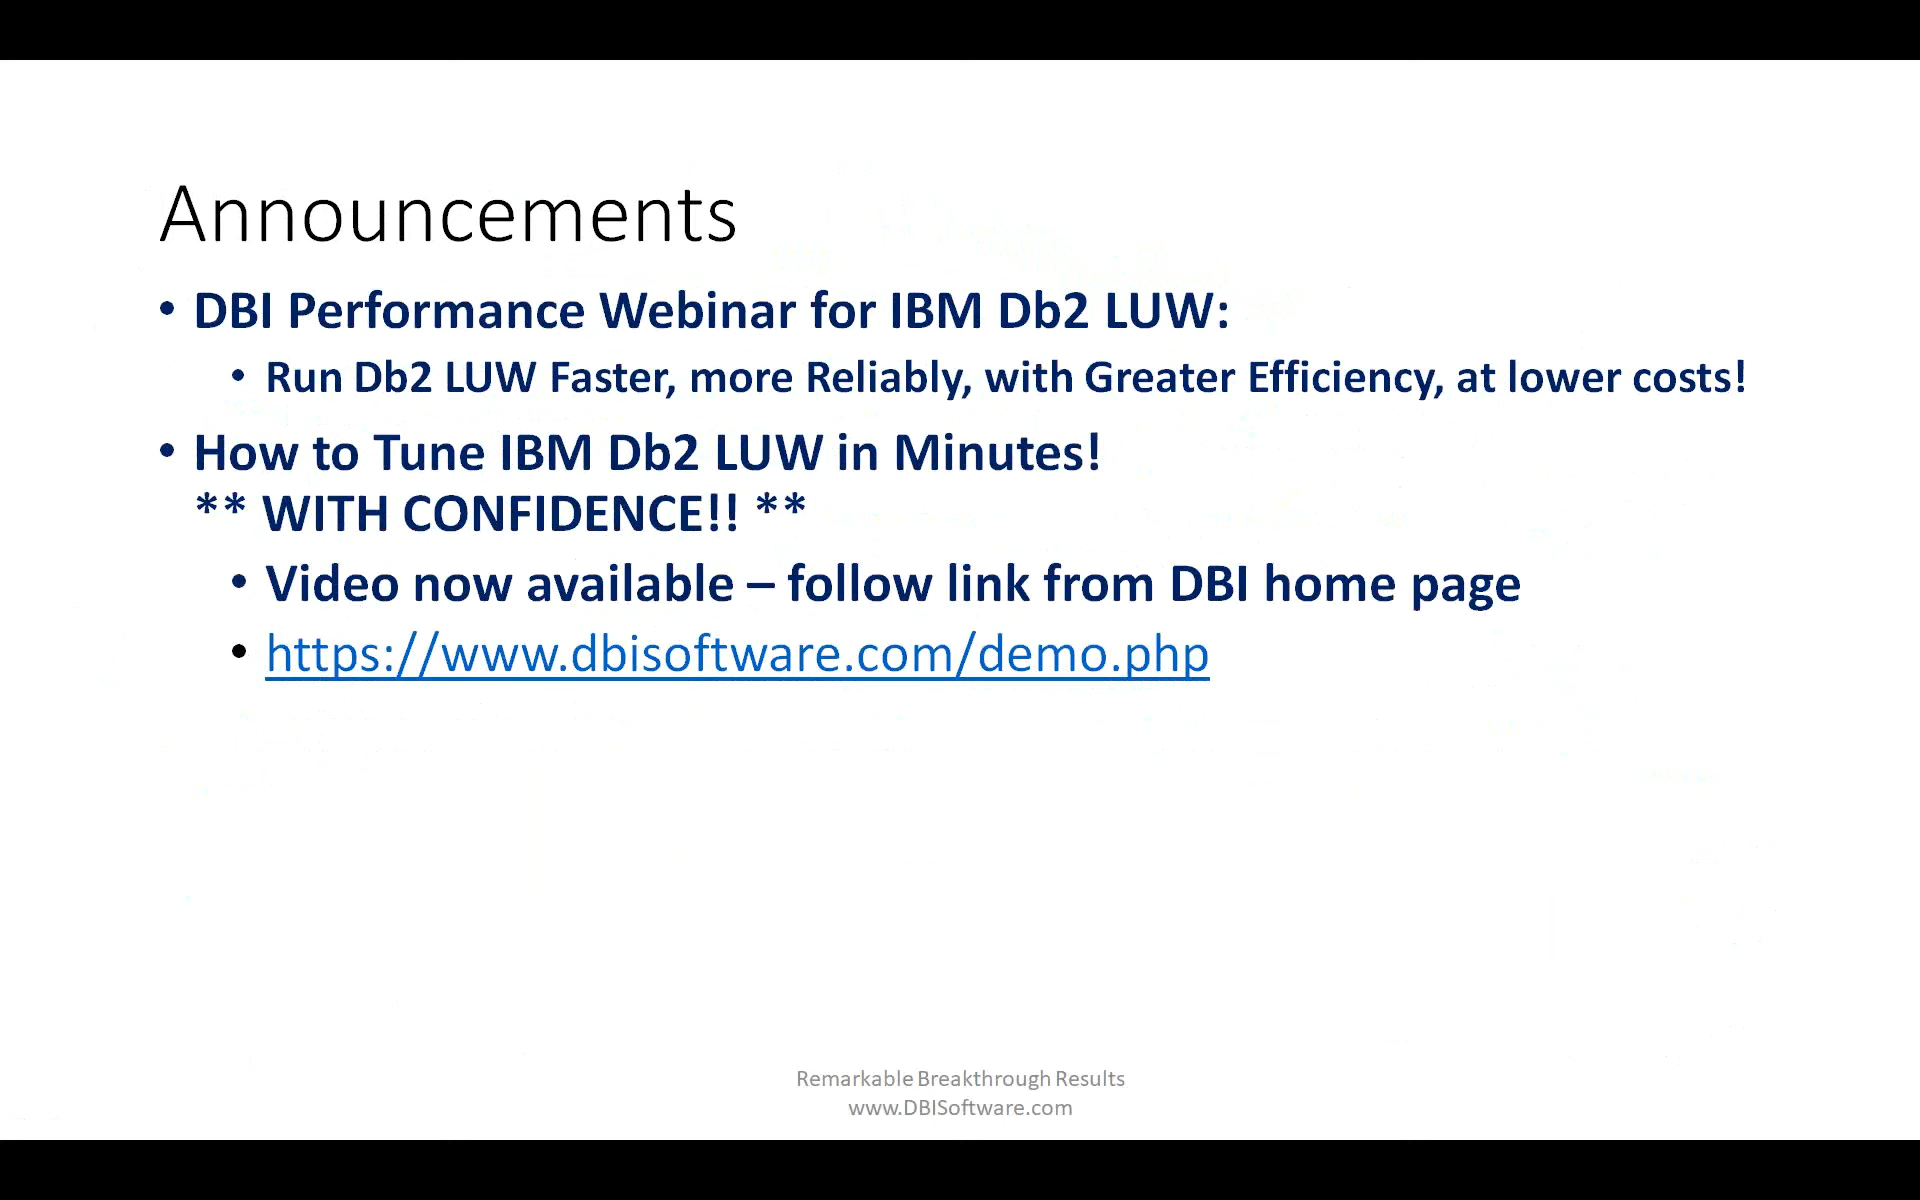 Announcements
• DBI Performance Webinar for IBM Db2 LUW:
• Run Db2 LUW Faster, more Reliably, with Greater Efficiency, at lower costs!
• How to Tune IBM Db2 LUW in Minutes!
** WITH CONFIDENCE!! **
• Video now available – follow link from DBI home page
• https://www.dbisoftware.com/demo.php
Remarkable Breakthrough Results
www.DBISoftware.com